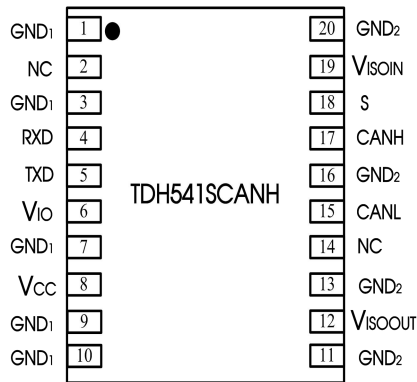 GND1 1 20 GND2
NC 2 19 VISOIN
GND1 3 18 S
RXD 4 17 CANH
TXD 5 16 GND2
TDH541SCANH
VIO 6 15 CANL
GND1 7 14 NC
VCC 8 13 GND2
GND1 9 12 VISOOUT
GND1 10 11 GND2